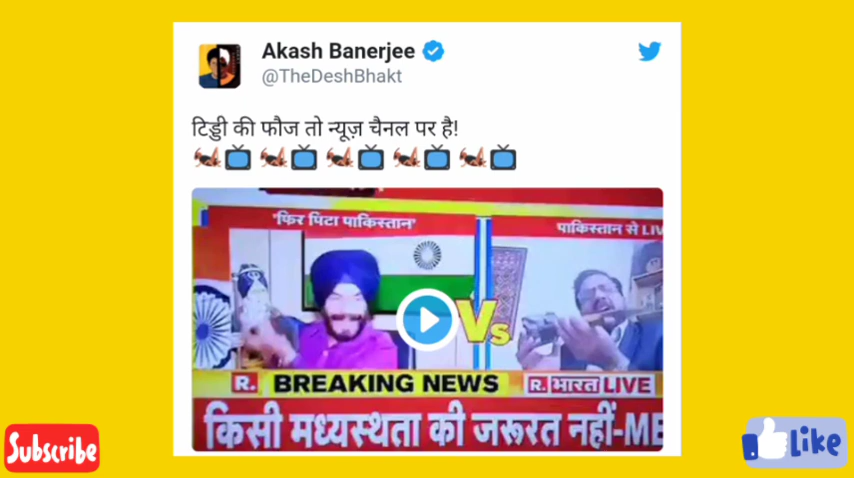 Akash Banerjee
@TheDeshBhakt
टिड्डी की फौज तो न्यूज़ चैनल पर है!
'फिर पिटा पाकिस्तान'
पाकिस्तान से LIV
Vs
R. BREAKING NEWS
R. भारत LIVE
किसी मध्यस्थता की जरूरत नहीं-ME
Subscribe
Like